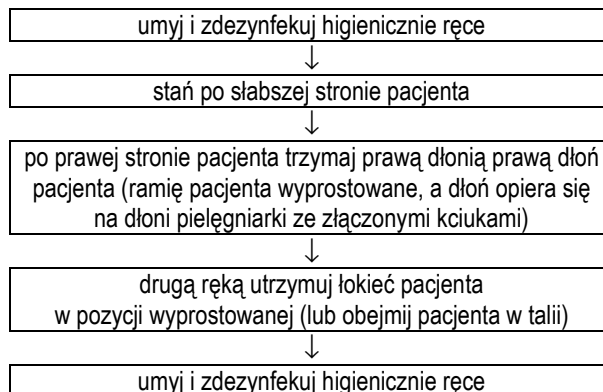 umyj i zdezynfekuj higienicznie ręce
↓
stań po słabszej stronie pacjenta
↓
po prawej stronie pacjenta trzymaj prawą dłonią prawą dłoń
pacjenta (ramię pacjenta wyprostowane, a dłoń opiera się
na dłoni pielęgniarki ze złączonymi kciukami)
↓
drugą ręką utrzymuj łokieć pacjenta
w pozycji wyprostowanej (lub obejmij pacjenta w talii)
↓
umyj i zdezynfekuj higienicznie ręce